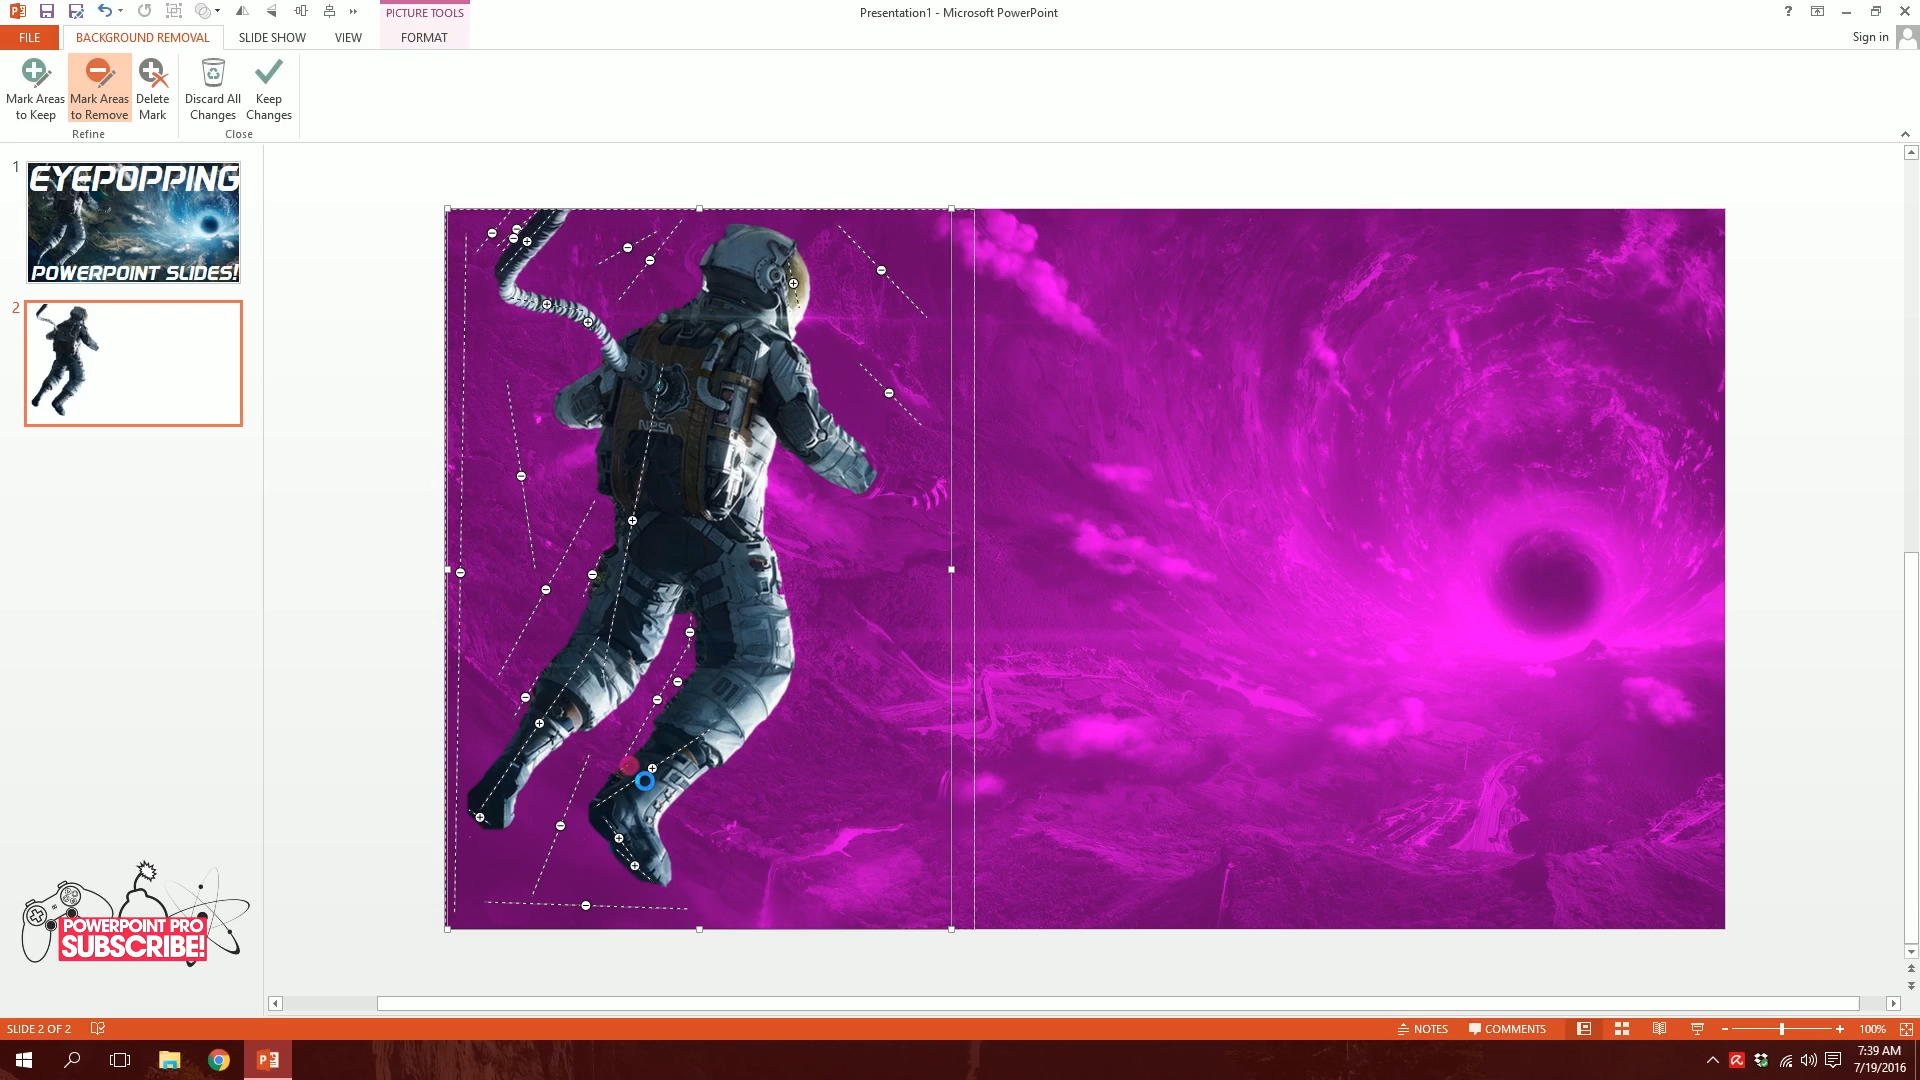 PICTURE TOOLS
Presentation1 - Microsoft PowerPoint
?
FILE
BACKGROUND REMOVAL
SLIDE SHOW
VIEW
FORMAT
Sign in
Mark Areas
to Keep
Mark Areas
to Remove
Delete
Mark
Discard All
Changes
Keep
Changes
Refine
Close
1
EYEPOPPING
POWERPOINT SLIDES!
2
NASA
01
POWERPOINT PRO
SUBSCRIBE!
SLIDE 2 OF 2
NOTES
COMMENTS
100%
7:39 AM
7/19/2016